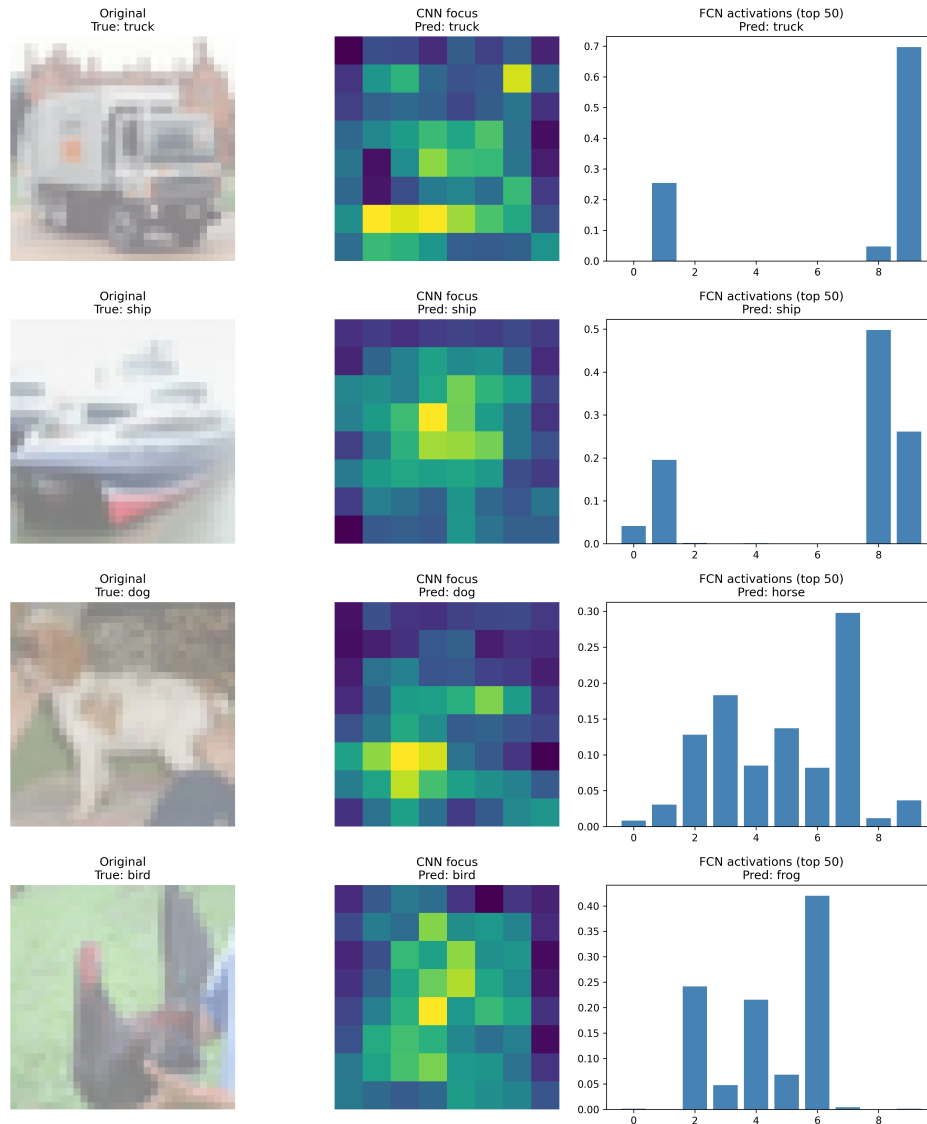 Original
True: truck
CNN focus
Pred: truck
FCN activations (top 50)
Pred: truck
0.7
0.6
0.5
0.4
0.3
0.2
0.1
0.0
0 2 4 6 8
Original
True: ship
CNN focus
Pred: ship
FCN activations (top 50)
Pred: ship
0.5
0.4
0.3
0.2
0.1
0.0
0 2 4 6 8
Original
True: dog
CNN focus
Pred: dog
FCN activations (top 50)
Pred: horse
0.30
0.25
0.20
0.15
0.10
0.05
0.00
0 2 4 6 8
Original
True: bird
CNN focus
Pred: bird
FCN activations (top 50)
Pred: frog
0.40
0.35
0.30
0.25
0.20
0.15
0.10
0.05
0.00
0 2 4 6 8